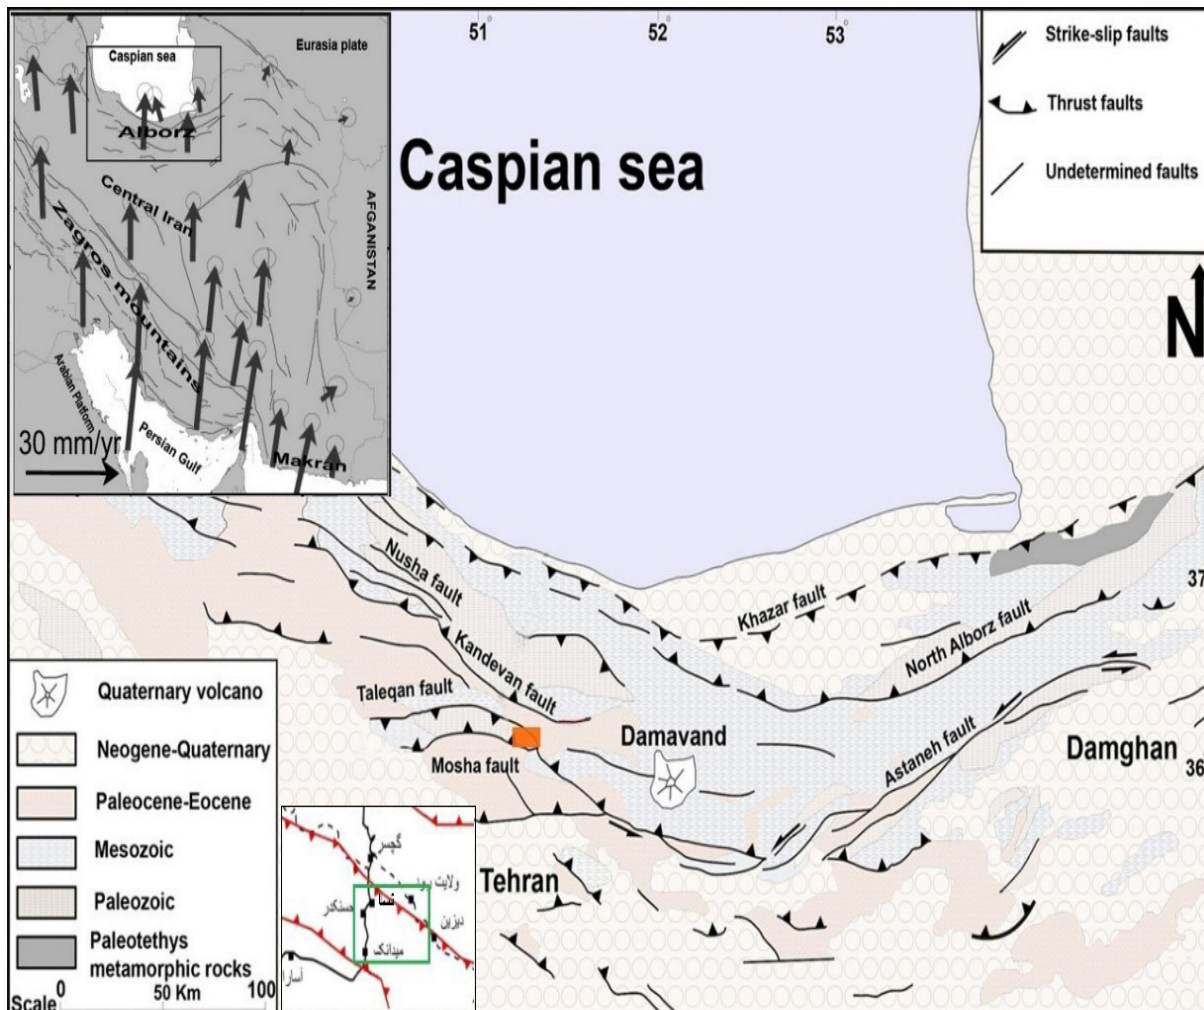 51°
52°
53°
Eurasia plate
Caspian sea
Alborz
Central Iran
Zagros mountains
AFGANISTAN
Arabian Platform
Persian Gulf
Makran
30 mm/yr
Strike-slip faults
Thrust faults
Undetermined faults
Caspian sea
N
37
36
Nusha fault
Khazar fault
North Alborz fault
Kandevan fault
Taleqan fault
Damavand
Mosha fault
Astaneh fault
Damghan
Tehran
Quaternary volcano
Neogene-Quaternary
Paleocene-Eocene
Mesozoic
Paleozoic
Paleotethys
metamorphic rocks
Scale 0 50 Km 100
گچسر
ولایت رود
حسنکدر
دیزین
میدانک
آسارا